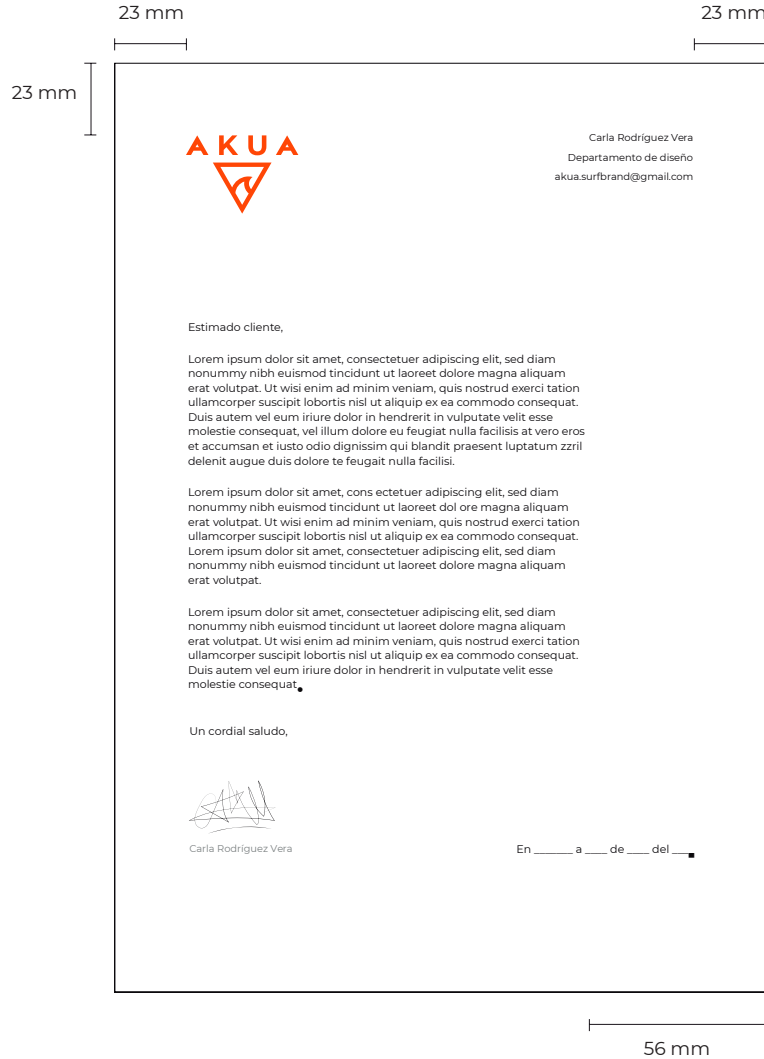 23 mm
23 mm
23 mm
AKUA
Carla Rodríguez Vera
Departamento de diseño
akua.surfbrand@gmail.com
Estimado cliente,
Lorem ipsum dolor sit amet, consectetuer adipiscing elit, sed diam
nonummy nibh euismod tincidunt ut laoreet dolore magna aliquam
erat volutpat. Ut wisi enim ad minim veniam, quis nostrud exerci tation
ullamcorper suscipit lobortis nisl ut aliquip ex ea commodo consequat.
Duis autem vel eum iriure dolor in hendrerit in vulputate velit esse
molestie consequat, vel illum dolore eu feugiat nulla facilisis at vero eros
et accumsan et iusto odio dignissim qui blandit praesent luptatum zzril
delenit augue duis dolore te feugait nulla facilisi.
Lorem ipsum dolor sit amet, cons ectetuer adipiscing elit, sed diam
nonummy nibh euismod tincidunt ut laoreet dol ore magna aliquam
erat volutpat. Ut wisi enim ad minim veniam, quis nostrud exerci tation
ullamcorper suscipit lobortis nisl ut aliquip ex ea commodo consequat.
Lorem ipsum dolor sit amet, consectetuer adipiscing elit, sed diam
nonummy nibh euismod tincidunt ut laoreet dolore magna aliquam
erat volutpat.
Lorem ipsum dolor sit amet, consectetuer adipiscing elit, sed diam
nonummy nibh euismod tincidunt ut laoreet dolore magna aliquam
erat volutpat. Ut wisi enim ad minim veniam, quis nostrud exerci tation
ullamcorper suscipit lobortis nisl ut aliquip ex ea commodo consequat.
Duis autem vel eum iriure dolor in hendrerit in vulputate velit esse
molestie consequat.
Un cordial saludo,
Carla Rodríguez Vera
En _______ a ____ de ____ del ____
56 mm